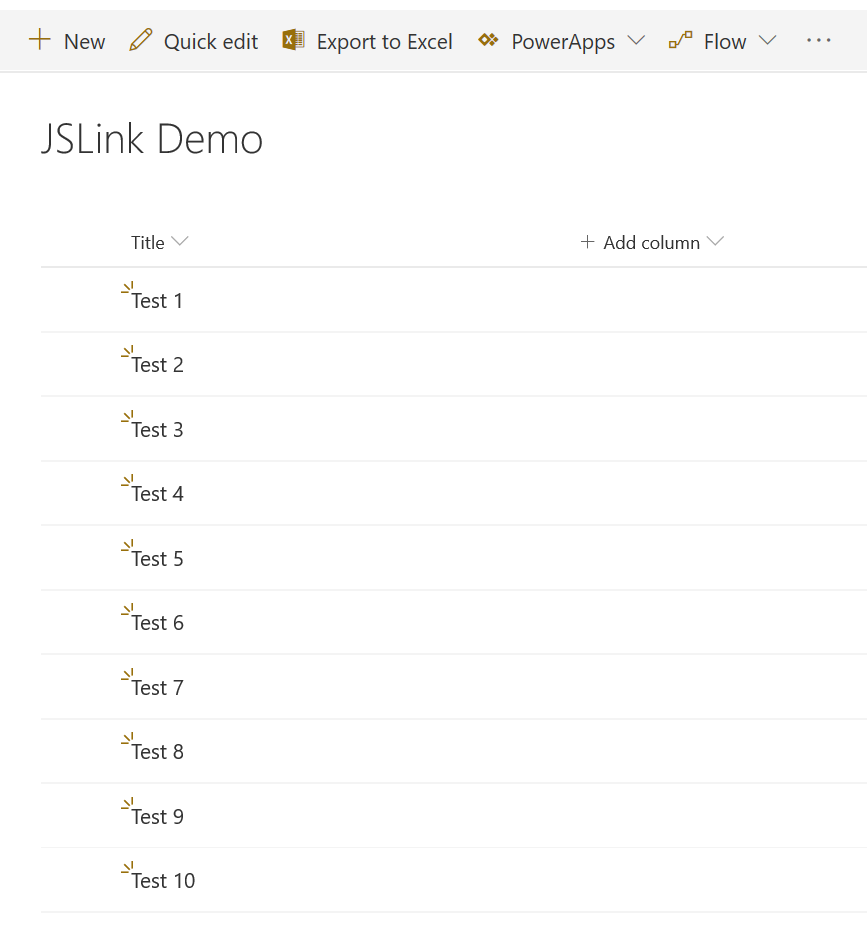 New Quick edit Export to Excel PowerApps Flow ...
JSLink Demo
Title + Add column
Test 1
Test 2
Test 3
Test 4
Test 5
Test 6
Test 7
Test 8
Test 9
Test 10